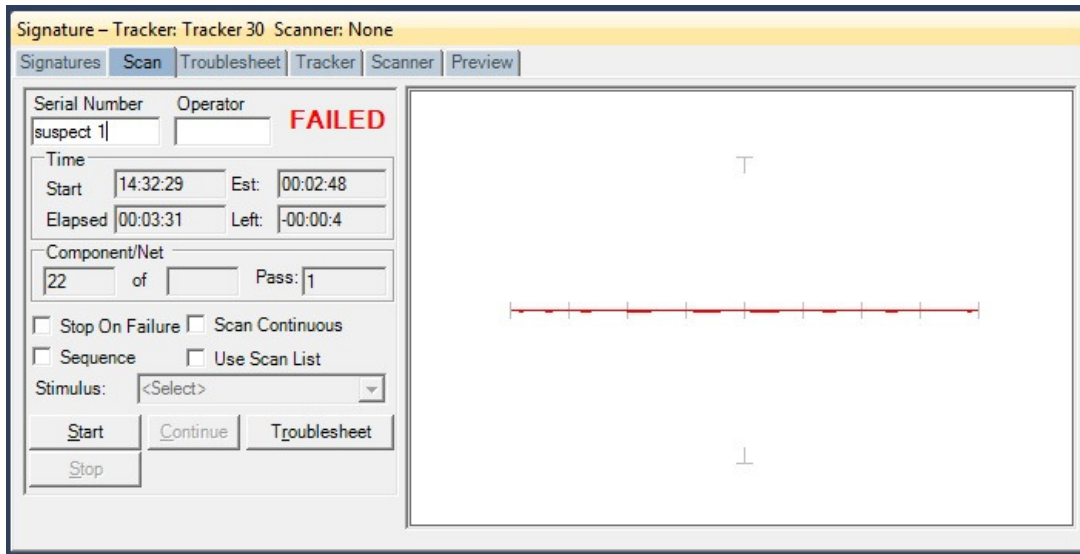 Signature – Tracker: Tracker 30 Scanner: None
Signatures Scan Troublesheet Tracker Scanner Preview
Serial Number Operator
suspect 1
FAILED
Time
Start 14:32:29 Est: 00:02:48
Elapsed 00:03:31 Left: -00:00:4
Component/Net
22 of Pass: 1
Stop On Failure Scan Continuous
Sequence Use Scan List
Stimulus: <Select>
Start Continue Troublesheet
Stop